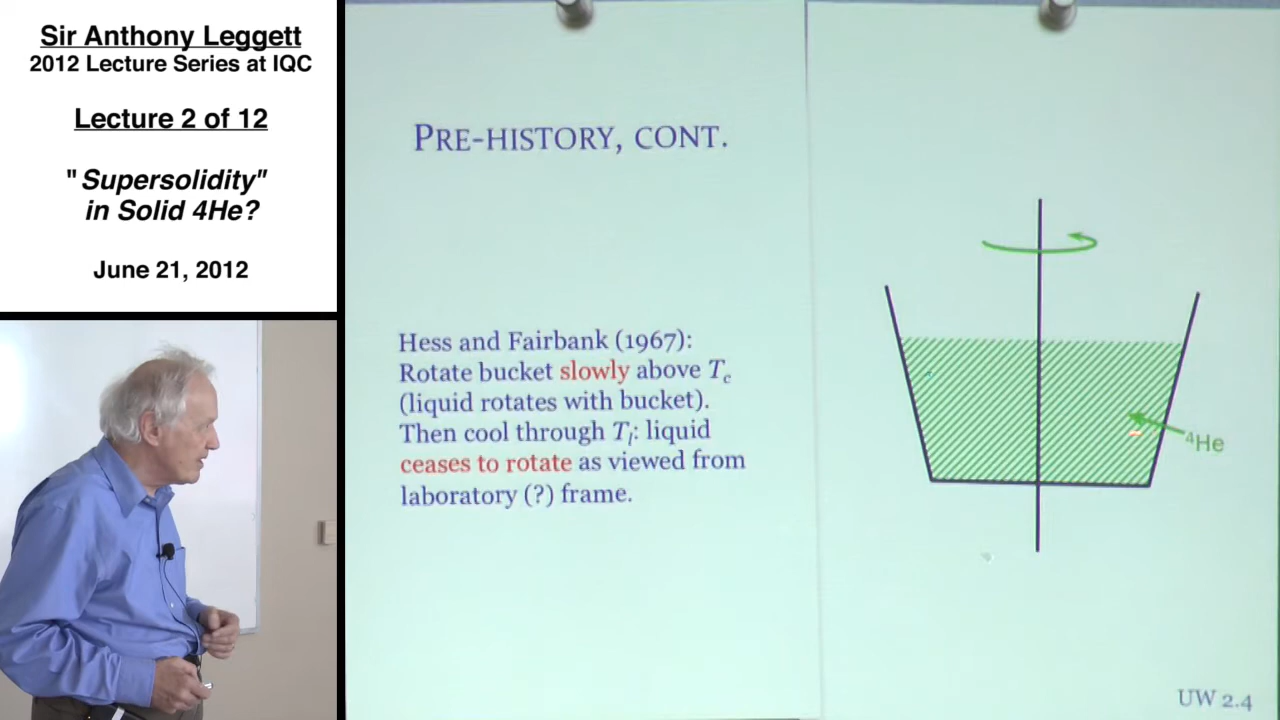 Sir Anthony Leggett
2012 Lecture Series at IQC
Lecture 2 of 12
"Supersolidity"
in Solid 4He?
June 21, 2012
PRE-HISTORY, CONT.
Hess and Fairbank (1967):
Rotate bucket slowly above Tc
(liquid rotates with bucket).
Then cool through Tl: liquid
ceases to rotate as viewed from
laboratory (?) frame.
⁴He
UW 2.4